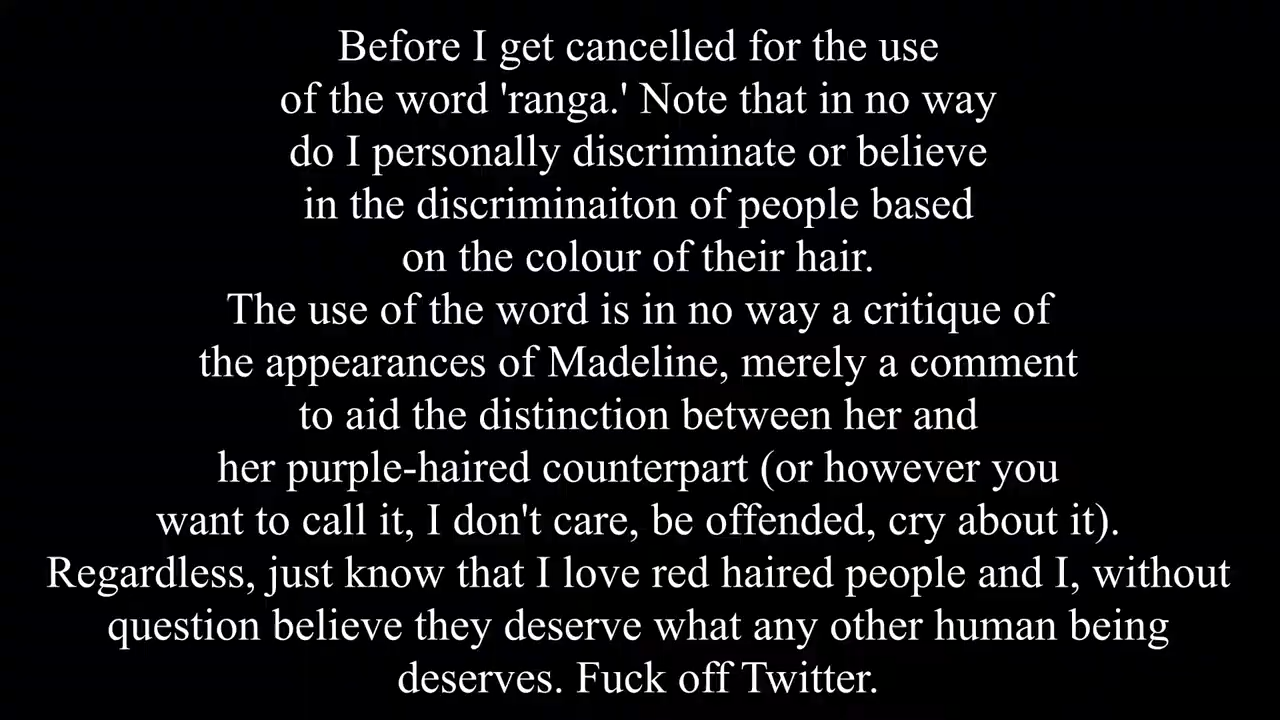 Before I get cancelled for the use
of the word 'ranga.' Note that in no way
do I personally discriminate or believe
in the discriminaiton of people based
on the colour of their hair.
The use of the word is in no way a critique of
the appearances of Madeline, merely a comment
to aid the distinction between her and
her purple-haired counterpart (or however you
want to call it, I don't care, be offended, cry about it).
Regardless, just know that I love red haired people and I, without
question believe they deserve what any other human being
deserves. Fuck off Twitter.